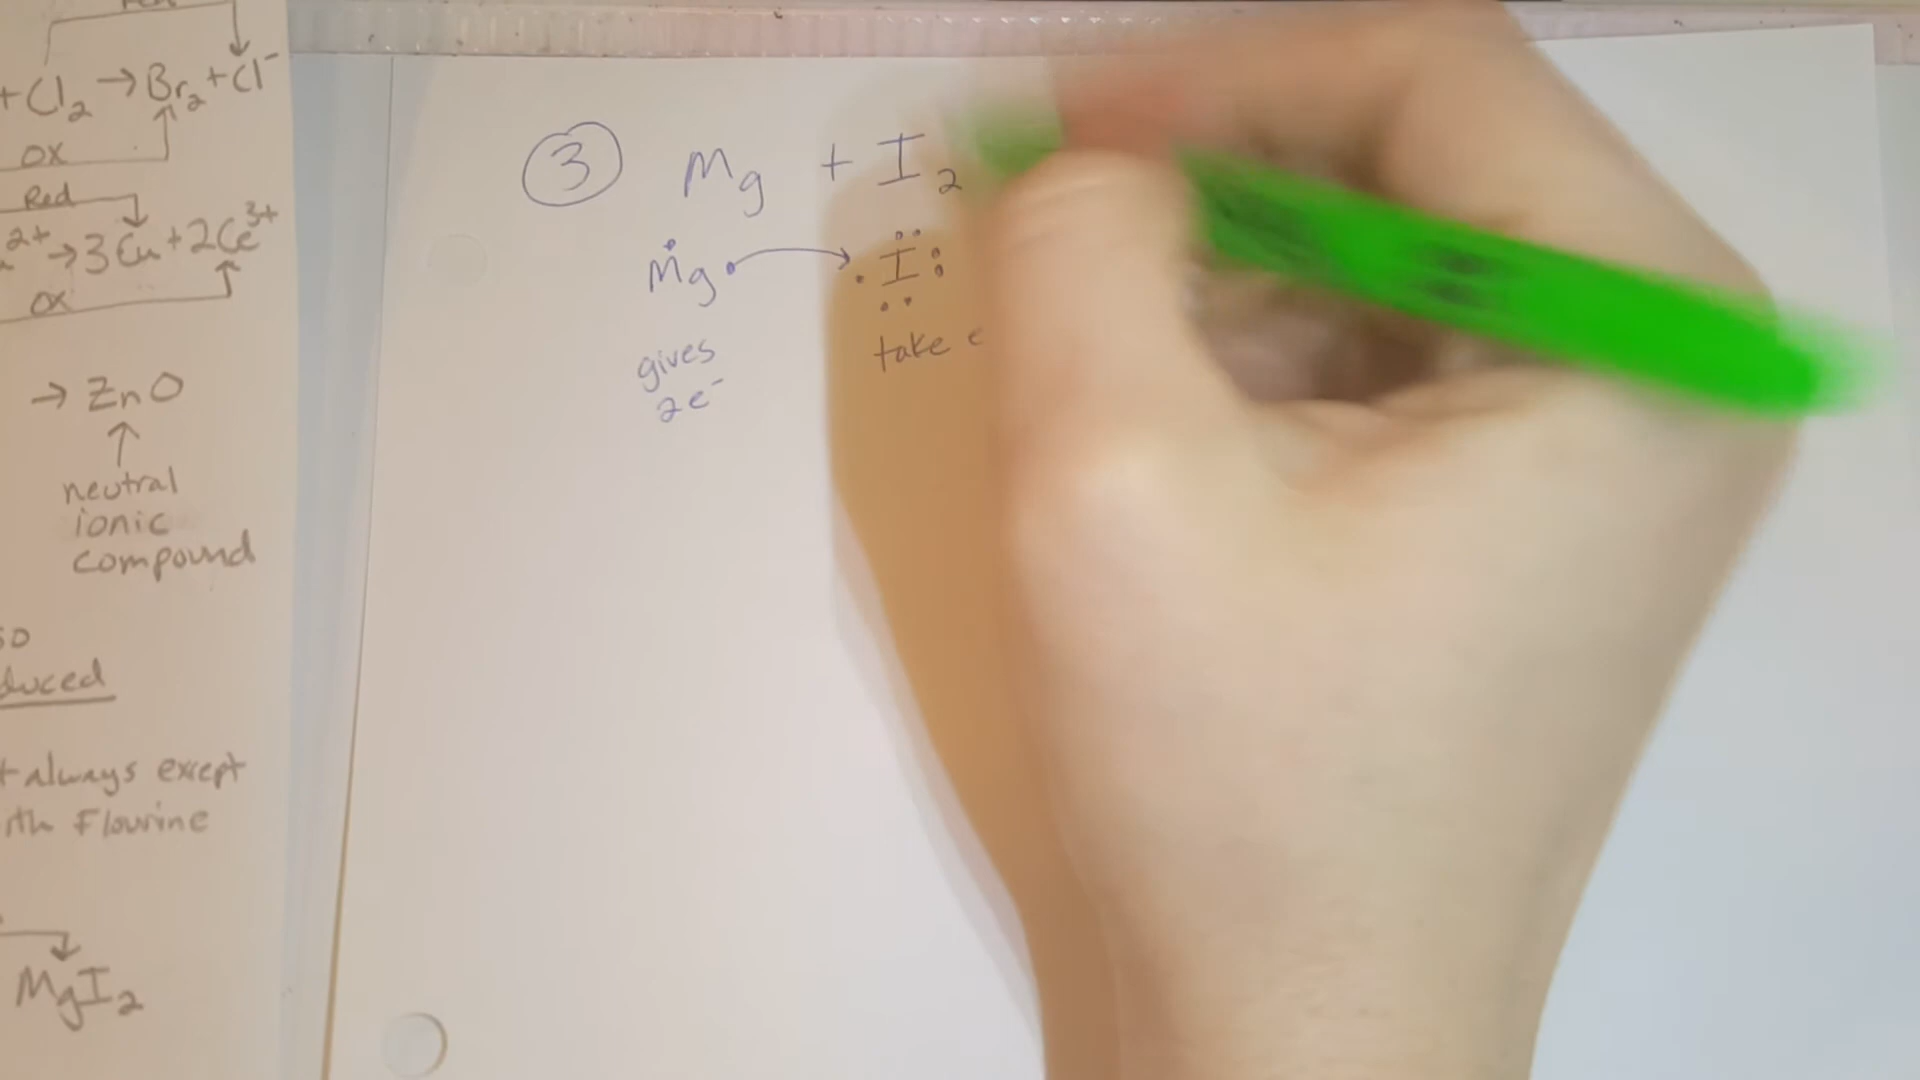 + Cl₂ → Br₂ + Cl⁻
ox
Red
²⁺ → 3Cu + 2Ce³⁺
ox
→ ZnO
↑
neutral
ionic
compound
so
duced
always except
Flourine
MgI₂
③ Mg + I₂
Mg → I
gives
2e⁻
take e